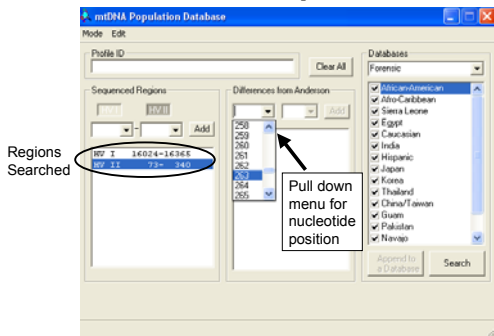 mtDNA Population Database
Mode Edit
Profile ID
Clear All
Sequenced Regions
HV I HV II
- Add
HV I 16024-16365
HV II 73- 340
Differences from Anderson
Add
258
259
260
261
262
263
264
265
Databases
Forensic
African-American
Afro-Caribbean
Sierra Leone
Egypt
Caucasian
India
Hispanic
Japan
Korea
Thailand
China/Taiwan
Guam
Pakistan
Navajo
Append to
a Database
Search
Regions
Searched
Pull down
menu for
nucleotide
position